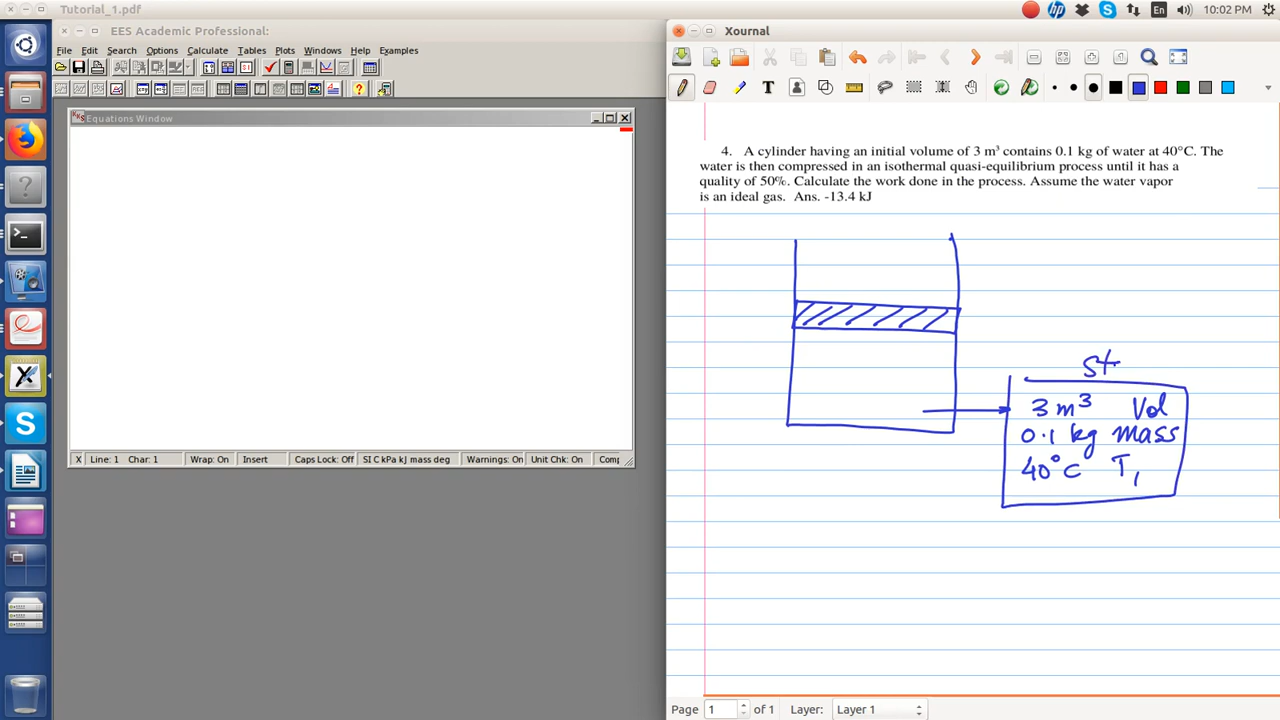 Tutorial_1.pdf
En
10:02 PM
EES Academic Professional:
File Edit Search Options Calculate Tables Plots Windows Help Examples
Equations Window
X Line: 1 Char: 1 Wrap: On Insert Caps Lock: Off SI C kPa kJ mass deg Warnings: On Unit Chk: On Comp
Xournal
4. A cylinder having an initial volume of 3 m³ contains 0.1 kg of water at 40°C. The
water is then compressed in an isothermal quasi-equilibrium process until it has a
quality of 50%. Calculate the work done in the process. Assume the water vapor
is an ideal gas. Ans. -13.4 kJ
St
3 m³ Vol
0.1 kg mass
40°C T₁
Page 1 of 1 Layer: Layer 1